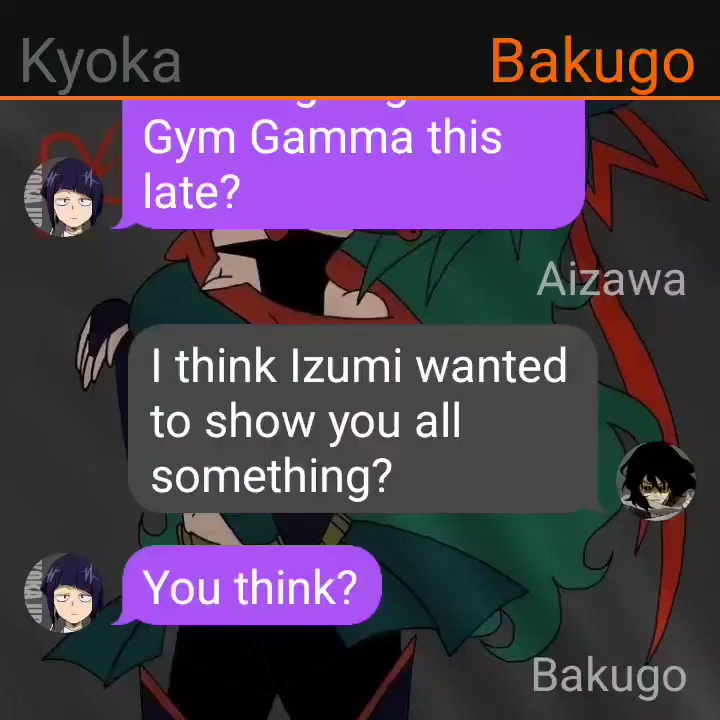 Kyoka
Bakugo
Gym Gamma this
late?
Aizawa
I think Izumi wanted
to show you all
something?
You think?
Bakugo